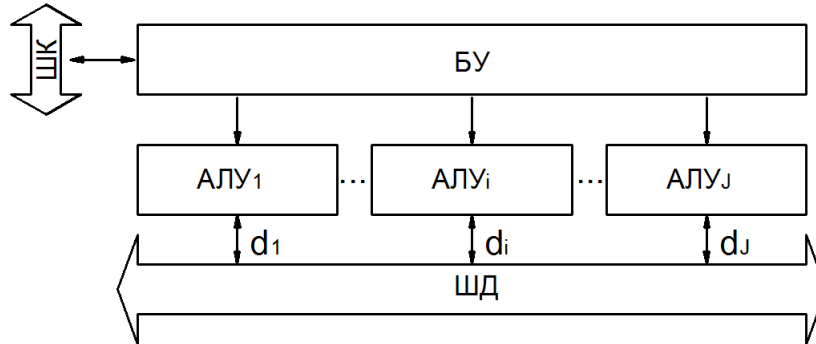 ШК
БУ
АЛУ1 ... АЛУi ... АЛУJ
d1 di dJ
ШД